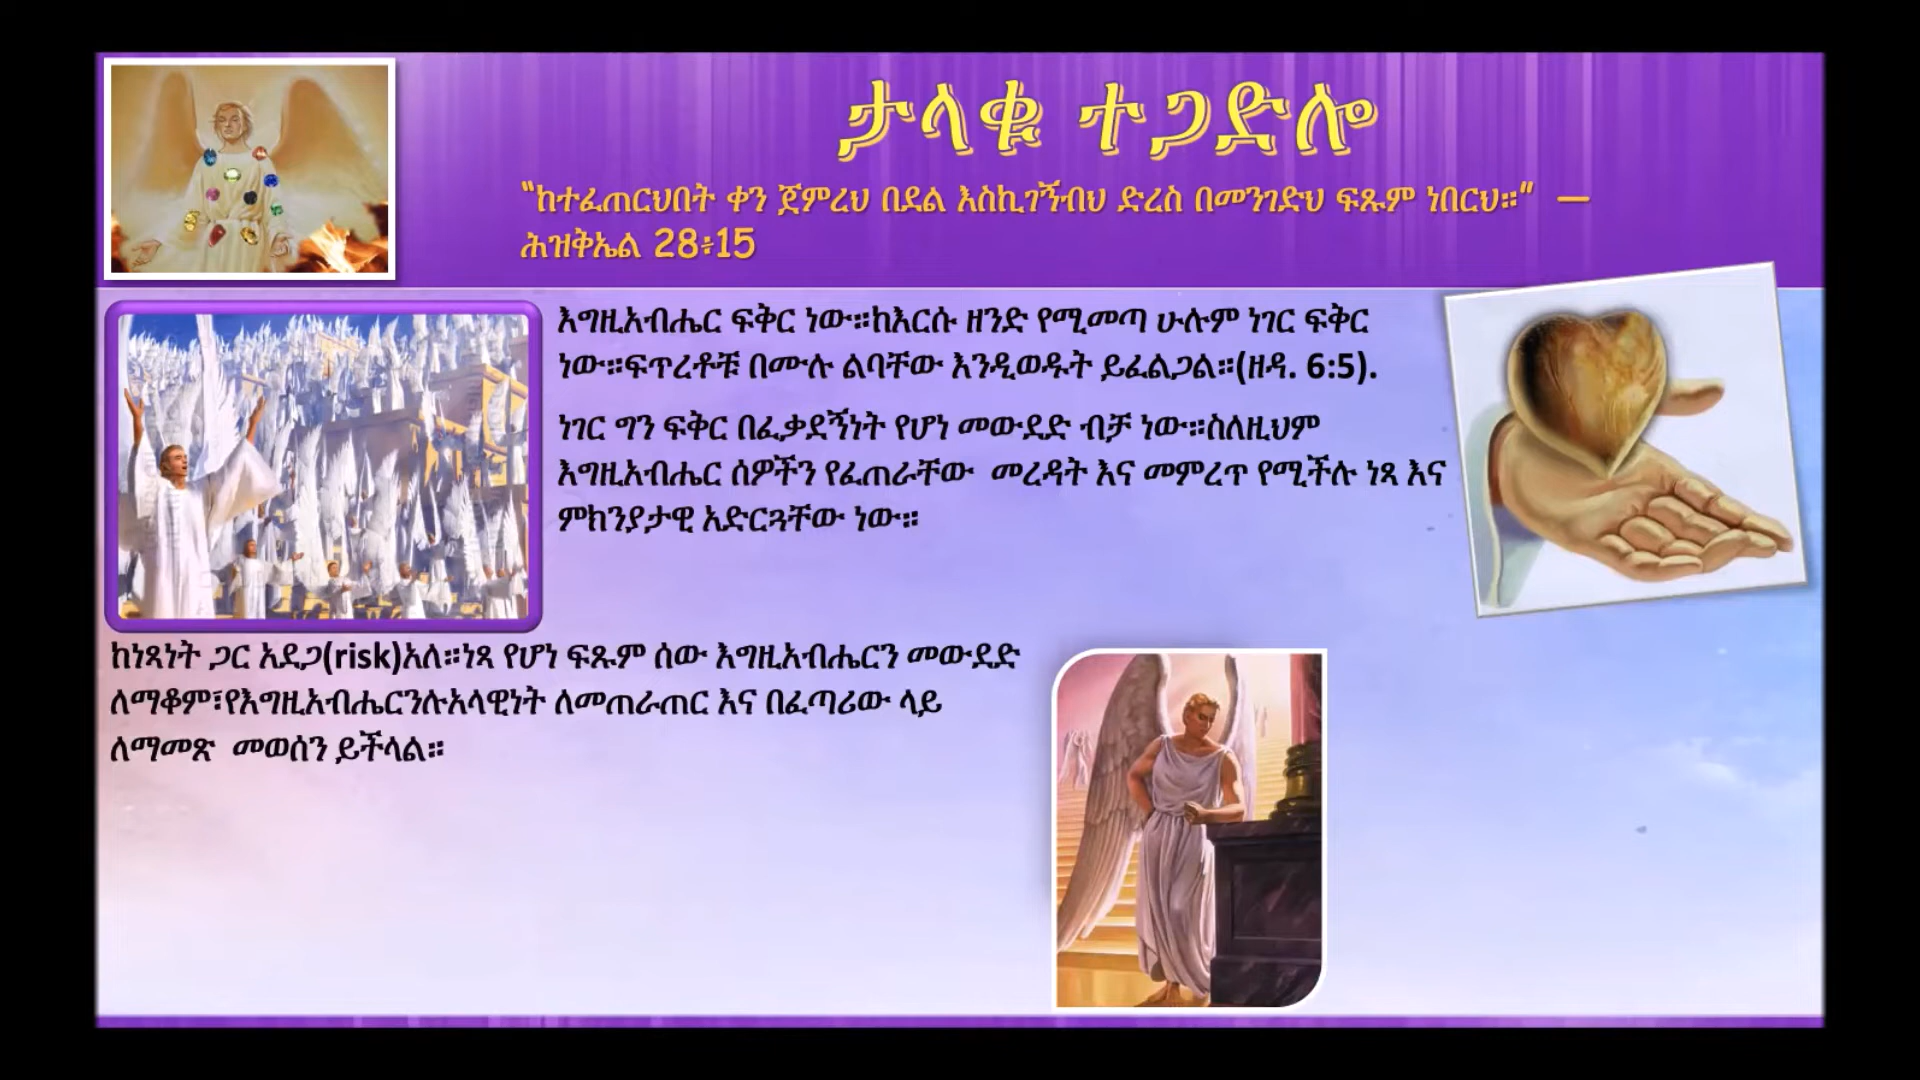 ታላቁ ተጋድሎ
"ከተፈጠርህበት ቀን ጀምረህ በደል እስኪገኝብህ ድረስ በመንገድህ ፍጹም ነበርህ።" —
ሕዝቅኤል 28፥15
እግዚአብሔር ፍቅር ነው።ከእርሱ ዘንድ የሚመጣ ሁሉም ነገር ፍቅር
ነው።ፍጥረቶቹ በሙሉ ልባቸው እንዲወዱት ይፈልጋል።(ዘዳ. 6:5).
ነገር ግን ፍቅር በፈቃደኝነት የሆነ መውደድ ብቻ ነው።ስለዚህም
እግዚአብሔር ሰዎችን የፈጠራቸው መረዳት እና መምረጥ የሚችሉ ነጻ እና
ምክንያታዊ አድርጓቸው ነው።
ከነጻነት ጋር አደጋ(risk)አለ።ነጻ የሆነ ፍጹም ሰው እግዚአብሔርን መውደድ
ለማቆም፣የእግዚአብሔርንሉአላዊነት ለመጠራጠር እና በፈጣሪው ላይ
ለማመጽ መወሰን ይችላል።